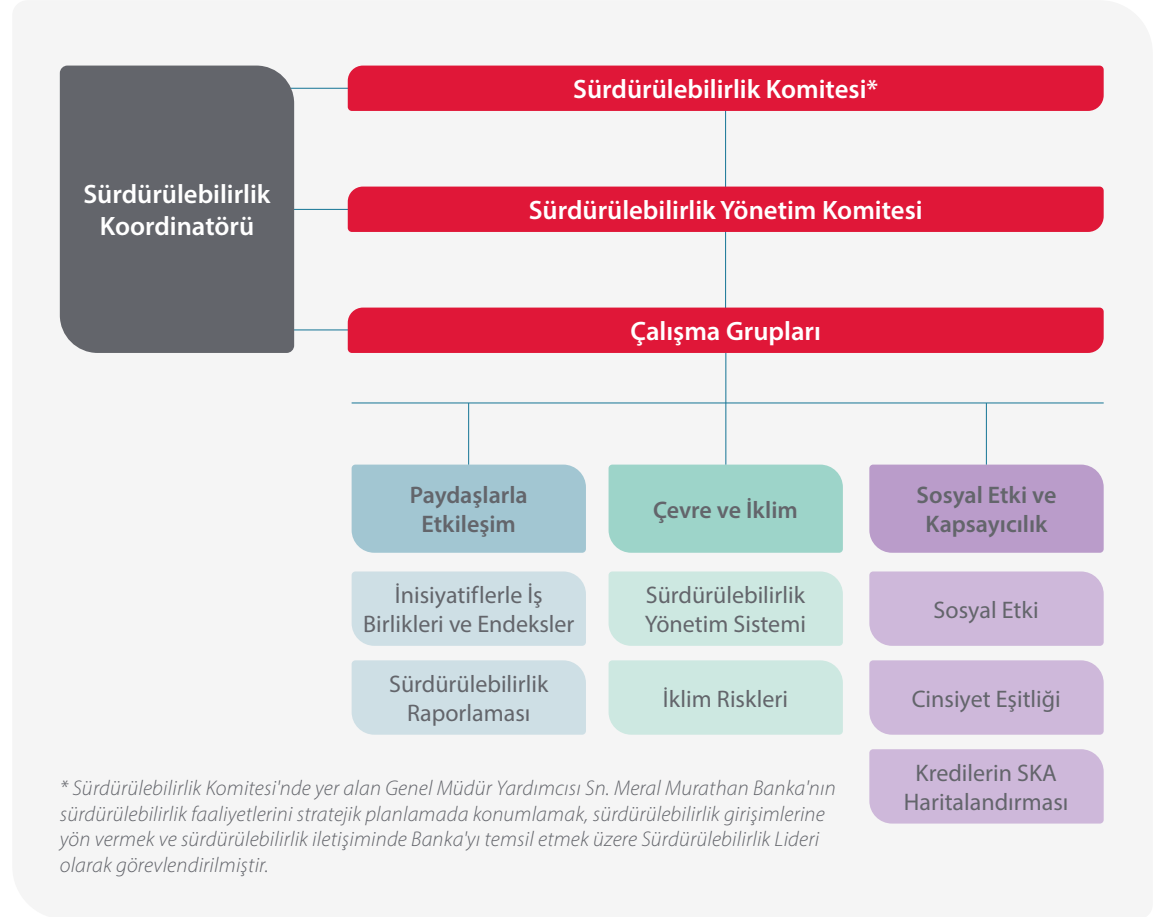 Sürdürülebilirlik
Koordinatörü
Sürdürülebilirlik Komitesi*
Sürdürülebilirlik Yönetim Komitesi
Çalışma Grupları
Paydaşlarla
Etkileşim
İnisiyatiflerle İş
Birlikleri ve Endeksler
Sürdürülebilirlik
Raporlaması
Çevre ve İklim
Sürdürülebilirlik
Yönetim Sistemi
İklim Riskleri
Sosyal Etki ve
Kapsayıcılık
Sosyal Etki
Cinsiyet Eşitliği
Kredilerin SKA
Haritalandırması
* Sürdürülebilirlik Komitesi'nde yer alan Genel Müdür Yardımcısı Sn. Meral Murathan Banka'nın
sürdürülebilirlik faaliyetlerini stratejik planlamada konumlamak, sürdürülebilirlik girişimlerine
yön vermek ve sürdürülebilirlik iletişiminde Banka'yı temsil etmek üzere Sürdürülebilirlik Lideri
olarak görevlendirilmiştir.